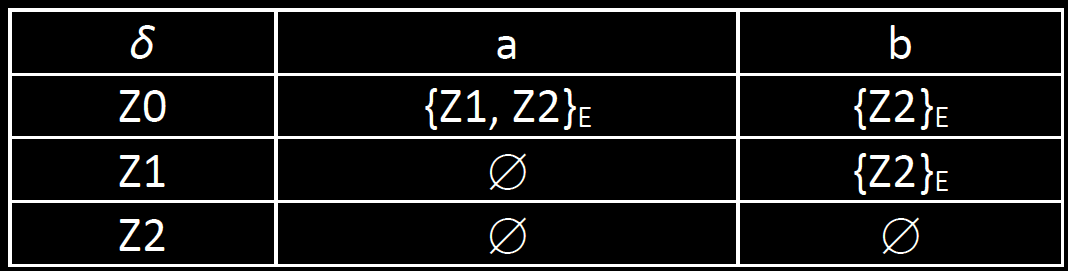 δ a b
Z0 {Z1, Z2}E {Z2}E
Z1 ∅ {Z2}E
Z2 ∅ ∅